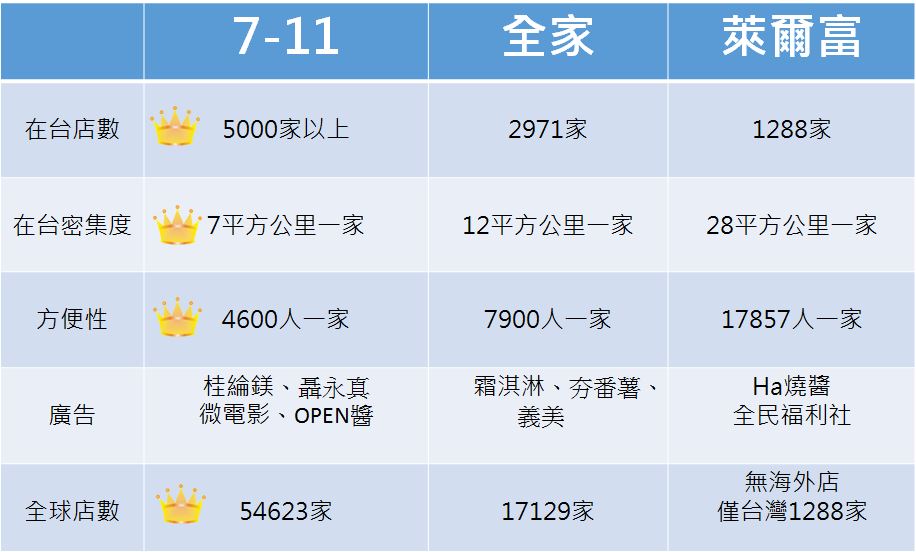 7-11 全家 萊爾富
在台店數 5000家以上 2971家 1288家
在台密集度 7平方公里一家 12平方公里一家 28平方公里一家
方便性 4600人一家 7900人一家 17857人一家
廣告
桂綸鎂、聶永真
微電影、OPEN醬
霜淇淋、夯番薯、
義美
Ha燒醬
全民福利社
全球店數 54623家 17129家
無海外店
僅台灣1288家